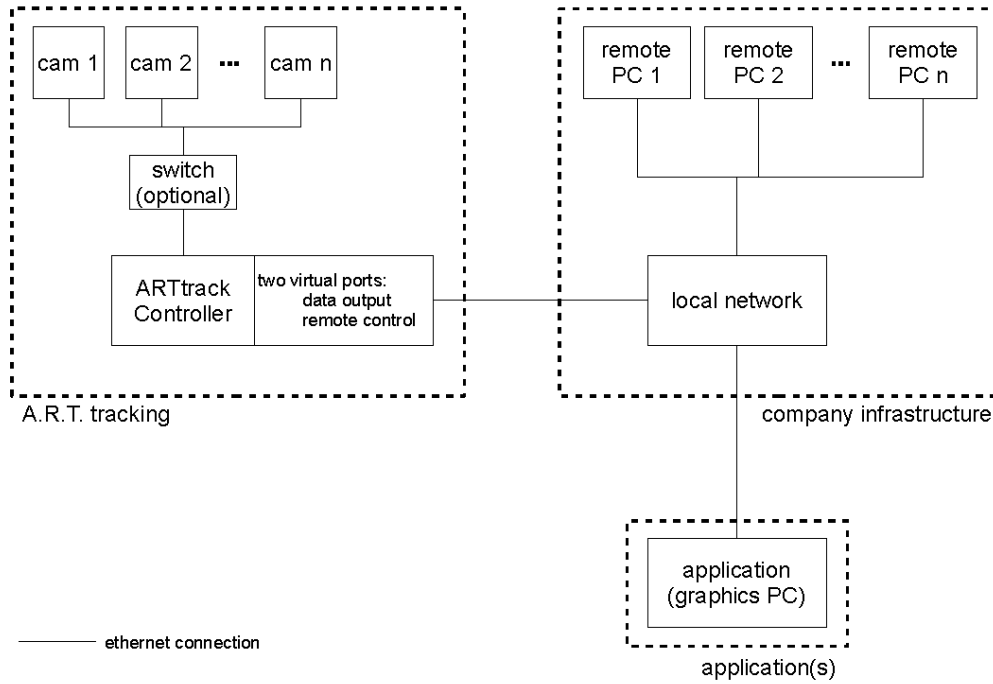 cam 1
cam 2
...
cam n
switch
(optional)
ARTtrack
Controller
two virtual ports:
data output
remote control
A.R.T. tracking
remote
PC 1
remote
PC 2
...
remote
PC n
local network
company infrastructure
application
(graphics PC)
application(s)
ethernet connection